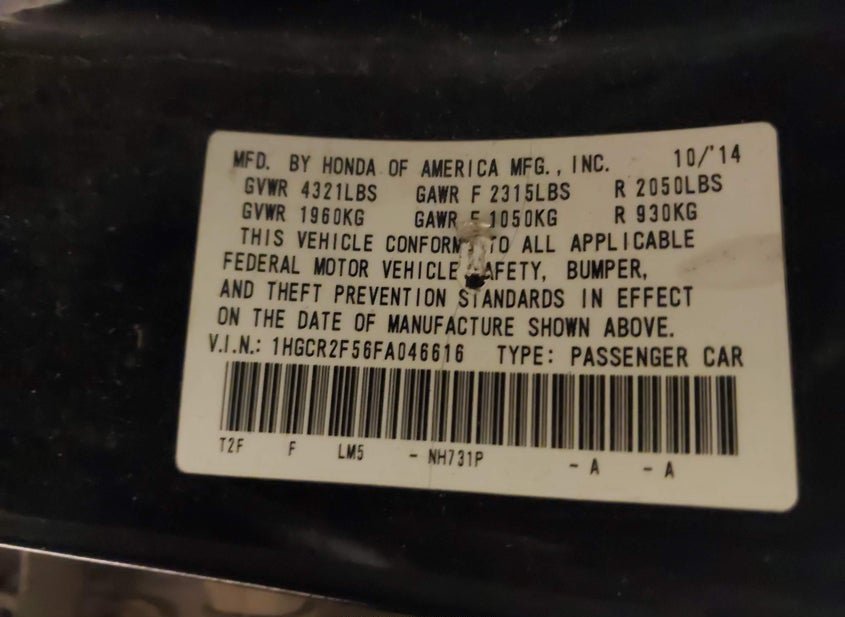 MFD. BY HONDA OF AMERICA MFG., INC. 10/'14
GVWR 4321LBS GAWR F 2315LBS R 2050LBS
GVWR 1960KG GAWR F 1050KG R 930KG
THIS VEHICLE CONFORMS TO ALL APPLICABLE
FEDERAL MOTOR VEHICLE SAFETY, BUMPER,
AND THEFT PREVENTION STANDARDS IN EFFECT
ON THE DATE OF MANUFACTURE SHOWN ABOVE.
V.I.N.: 1HGCR2F56FA046616 TYPE: PASSENGER CAR
T2F F LM5 - NH731P - A - A